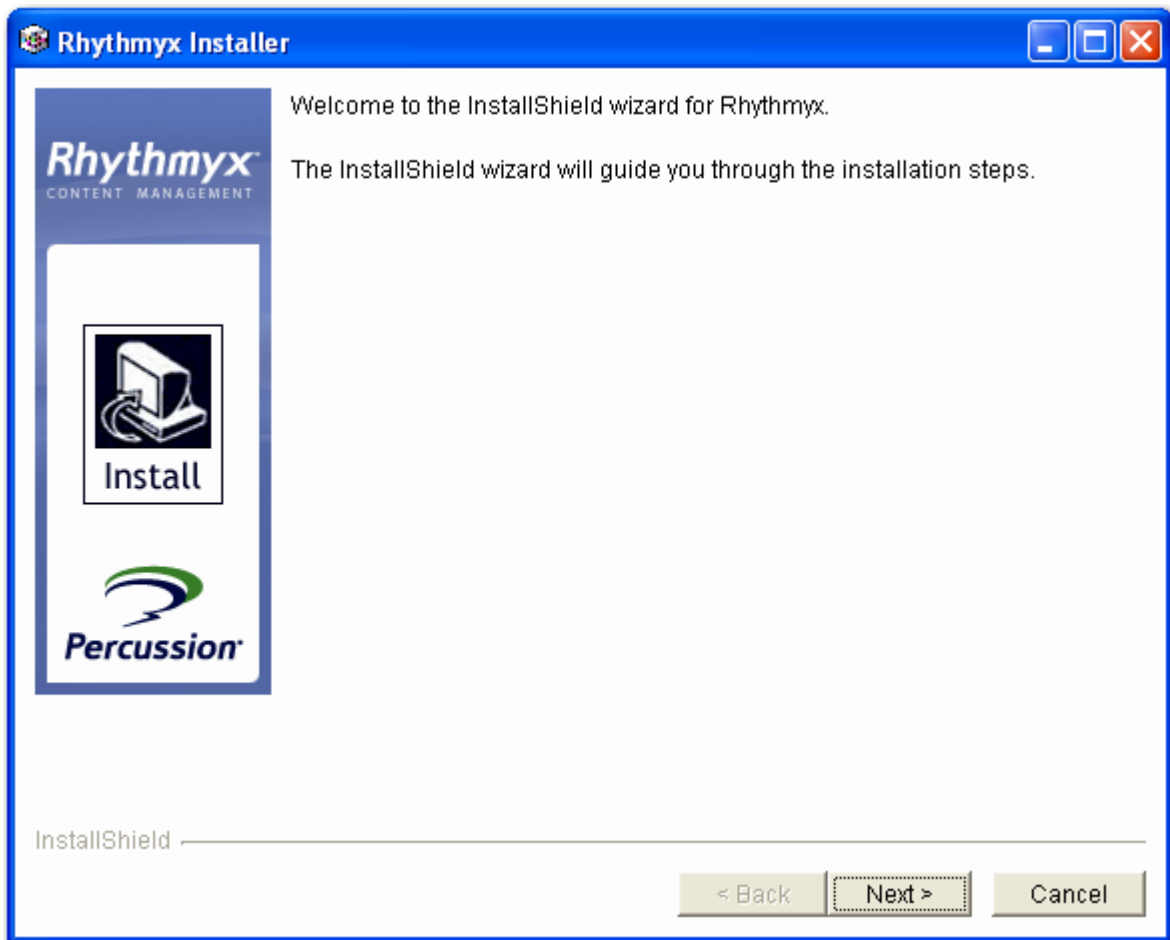 Rhythmyx Installer
Welcome to the InstallShield wizard for Rhythmyx.
The InstallShield wizard will guide you through the installation steps.
Rhythmyx
CONTENT MANAGEMENT
Install
Percussion
InstallShield
< Back
Next >
Cancel